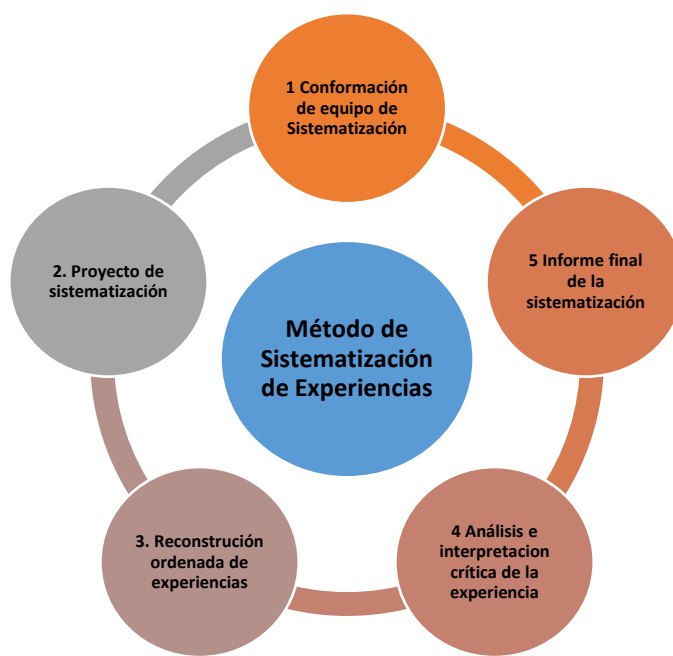 1 Conformación
de equipo de
Sistematización
2. Proyecto de
sistematización
3. Reconstrución
ordenada de
experiencias
4 Análisis e
interpretacion
crítica de la
experiencia
5 Informe final
de la
sistematización
Método de
Sistematización
de Experiencias